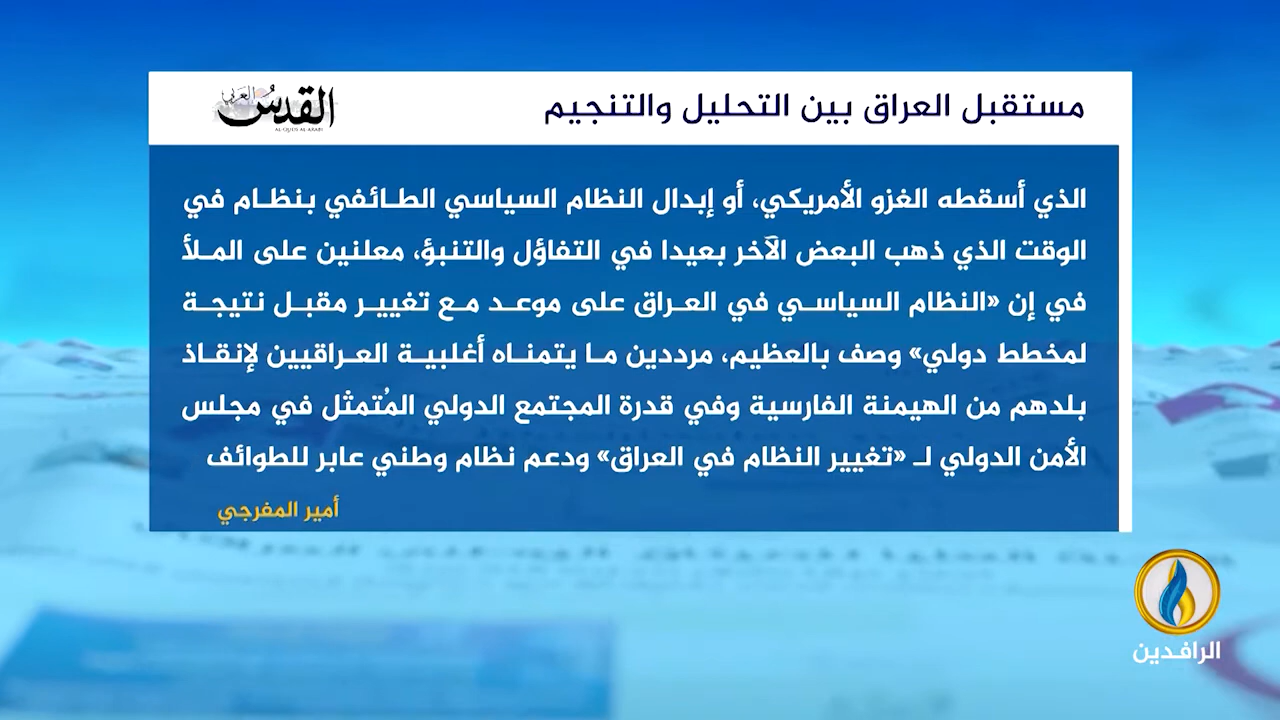 مستقبل العراق بين التحليل والتنجيم
القدس العربي
AL-QUDS AL-ARABI
الذي أسقطه الغزو الأمريكي، أو إبدال النظام السياسي الطائفي بنظام في
الوقت الذي ذهب البعض الآخر بعيدا في التفاؤل والتنبؤ، معلنين على الملأ
في إن «النظام السياسي في العراق على موعد مع تغيير مقبل نتيجة
لمخطط دولي» وصف بالعظيم، مرددين ما يتمناه أغلبية العراقيين لإنقاذ
بلدهم من الهيمنة الفارسية وفي قدرة المجتمع الدولي المُتمثل في مجلس
الأمن الدولي لـ «تغيير النظام في العراق» ودعم نظام وطني عابر للطوائف
أمير المفرجي
الرافدين